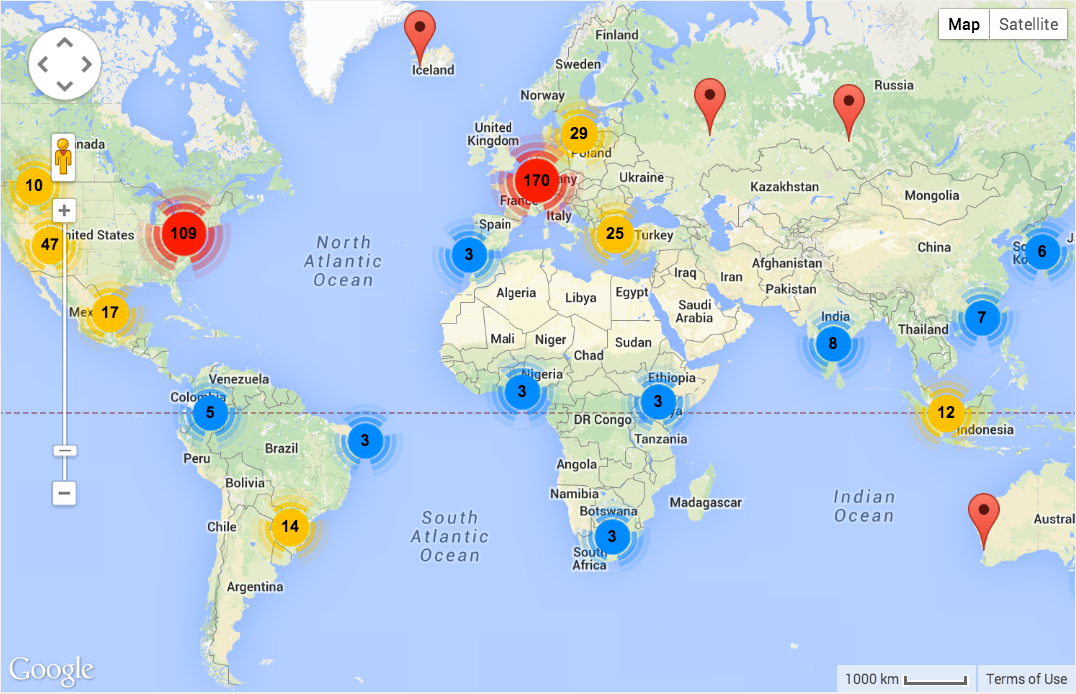 Map
Satellite
Finland
Iceland
Sweden
Russia
Norway
United
Kingdom
29
Poland
nada
10
170
any
France
Ukraine
Kazakhstan
Mongolia
Italy
Spain
109
nited States
47
25
Turkey
3
North
Atlantic
Ocean
China
6
J
So
Ko
Afghanistan
Iraq
Iran
Pakistan
Algeria
Libya
Egypt
Saudi
Arabia
Mex
17
India
7
Thailand
Mali
Niger
Sudan
8
Chad
Nigeria
Ethiopia
Venezuela
Colombia
3
3
ya
5
12
Indonesia
DR Congo
3
Brazil
Tanzania
Peru
Angola
Bolivia
Namibia
Madagascar
Indian
Ocean
Botswana
South
Atlantic
Ocean
Chile
14
3
South
Africa
Austral
Argentina
Google
1000 km
Terms of Use